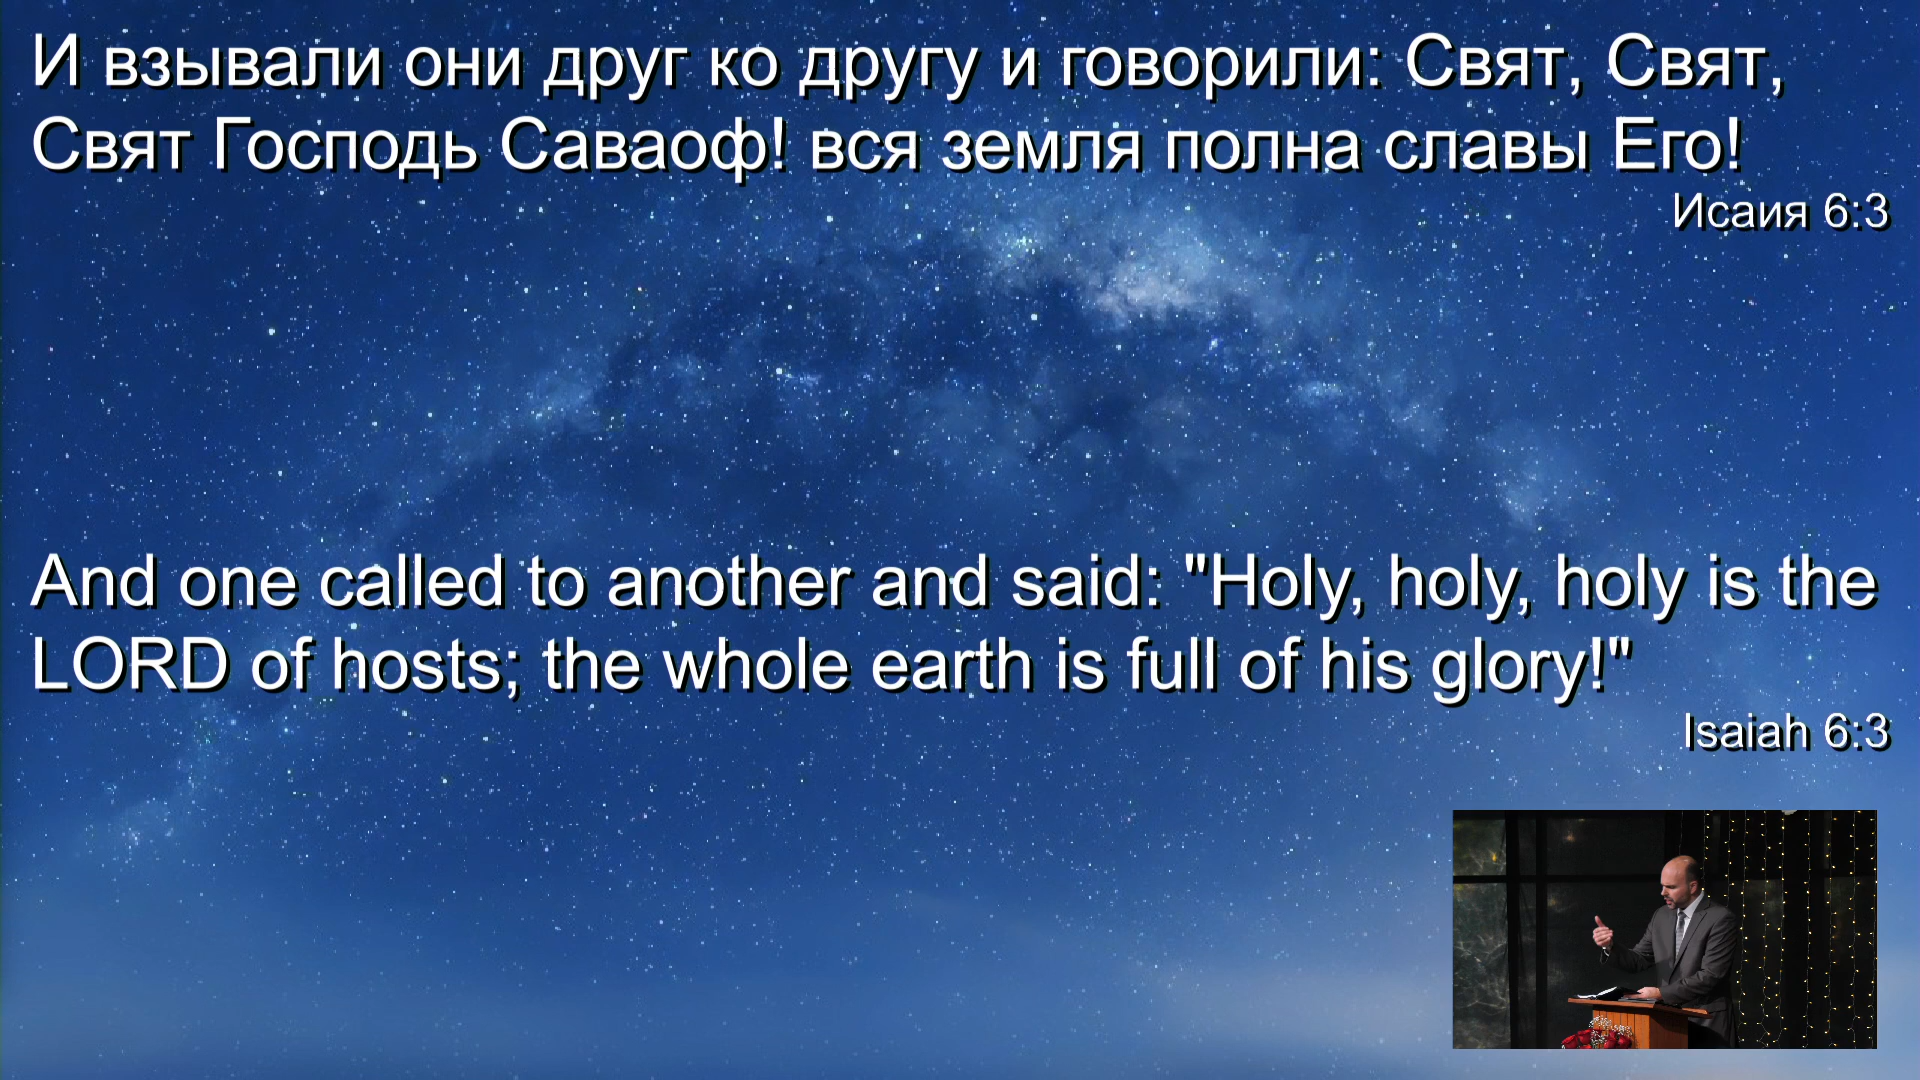 И взывали они друг ко другу и говорили: Свят, Свят,
Свят Господь Саваоф! вся земля полна славы Его!
Исаия 6:3
And one called to another and said: "Holy, holy, holy is the
LORD of hosts; the whole earth is full of his glory!"
Isaiah 6:3